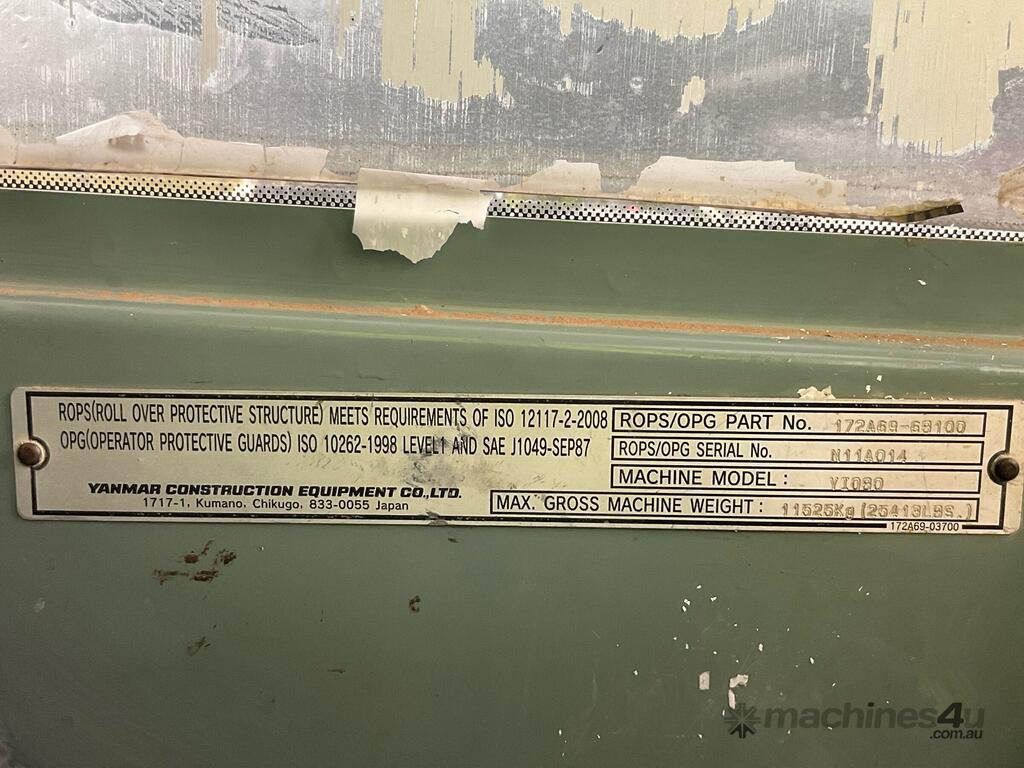 ROPS(ROLL OVER PROTECTIVE STRUCTURE) MEETS REQUIREMENTS OF ISO 12117-2-2008
OPG(OPERATOR PROTECTIVE GUARDS) ISO 10262-1998 LEVEL1 AND SAE J1049-SEP87
YANMAR CONSTRUCTION EQUIPMENT CO.,LTD.
1717-1, Kumano, Chikugo, 833-0055 Japan
ROPS/OPG PART No. 172A69-68100
ROPS/OPG SERIAL No. N11A014
MACHINE MODEL : VIO80
MAX. GROSS MACHINE WEIGHT : 11525Kg(25413LBS.)
172A69-03700
machines4u
.com.au